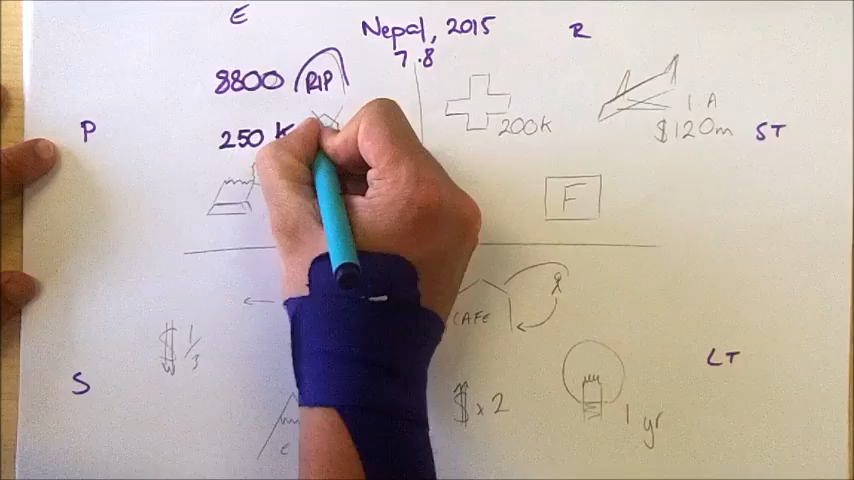 E
Nepal, 2015
R
7.8
8800 RIP
P
250 K
200K
1 A
$120m
ST
F
CAFE
$ 1/3
LT
S
$ x 2
1 yr